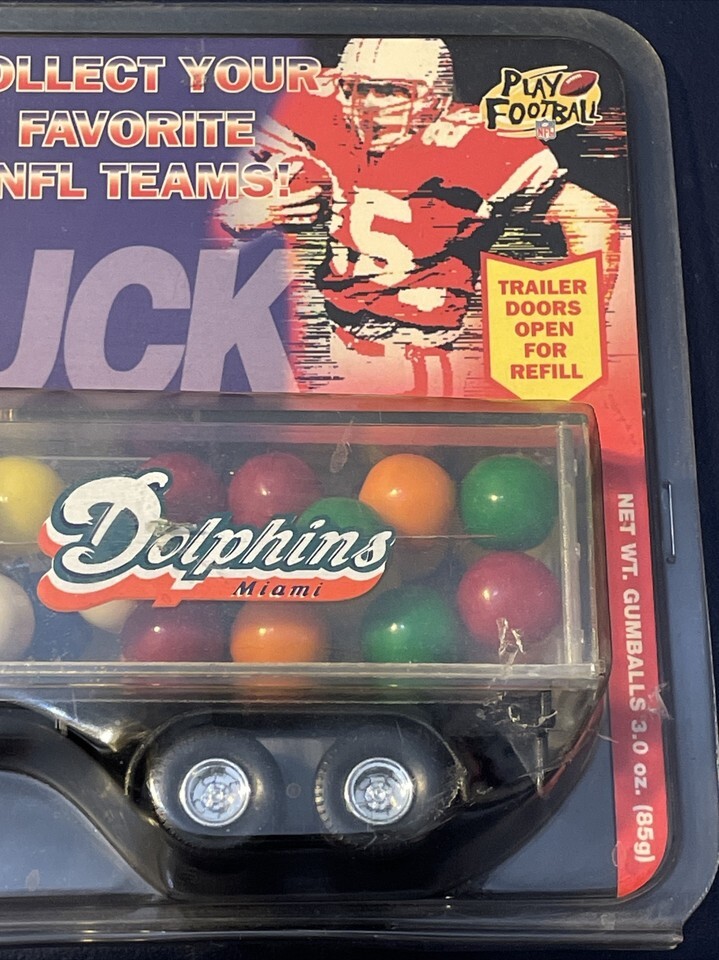 OLLECT YOUR
FAVORITE
NFL TEAMS!
UCK
PLAY
FOOTBALL
NFL
85
TRAILER
DOORS
OPEN
FOR
REFILL
Dolphins
Miami
NET WT. GUMBALLS 3.0 oz. (85g)